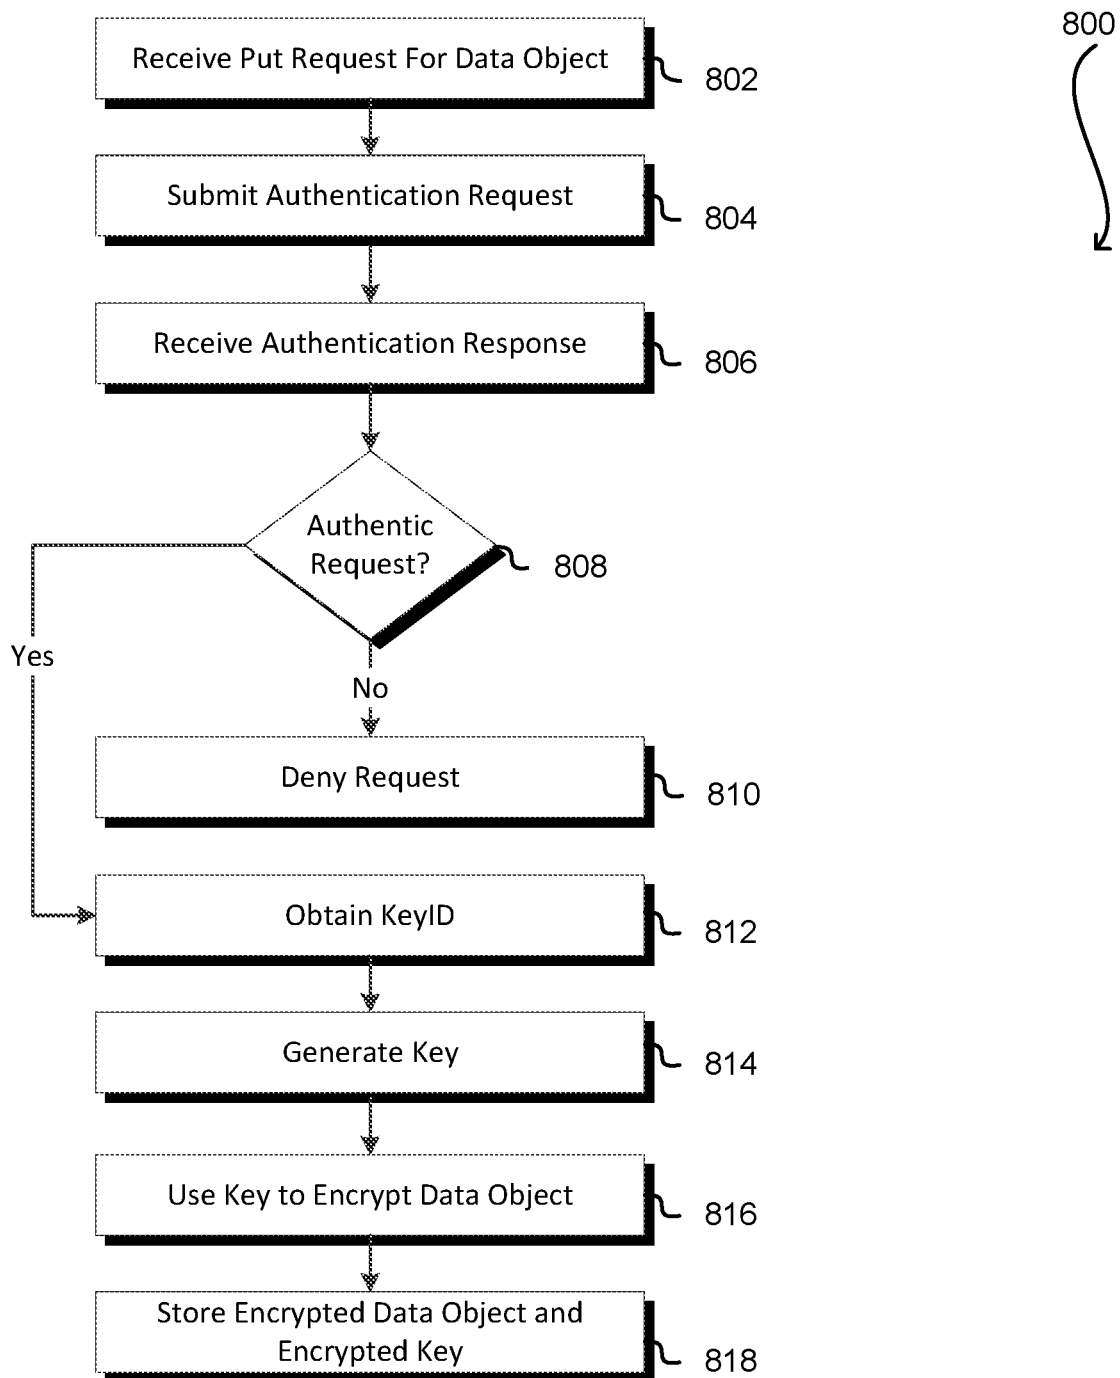 800
Receive Put Request For Data Object
802
Submit Authentication Request
804
Receive Authentication Response
806
Authentic
Request?
808
Yes
No
Deny Request
810
Obtain KeyID
812
Generate Key
814
Use Key to Encrypt Data Object
816
Store Encrypted Data Object and
Encrypted Key
818